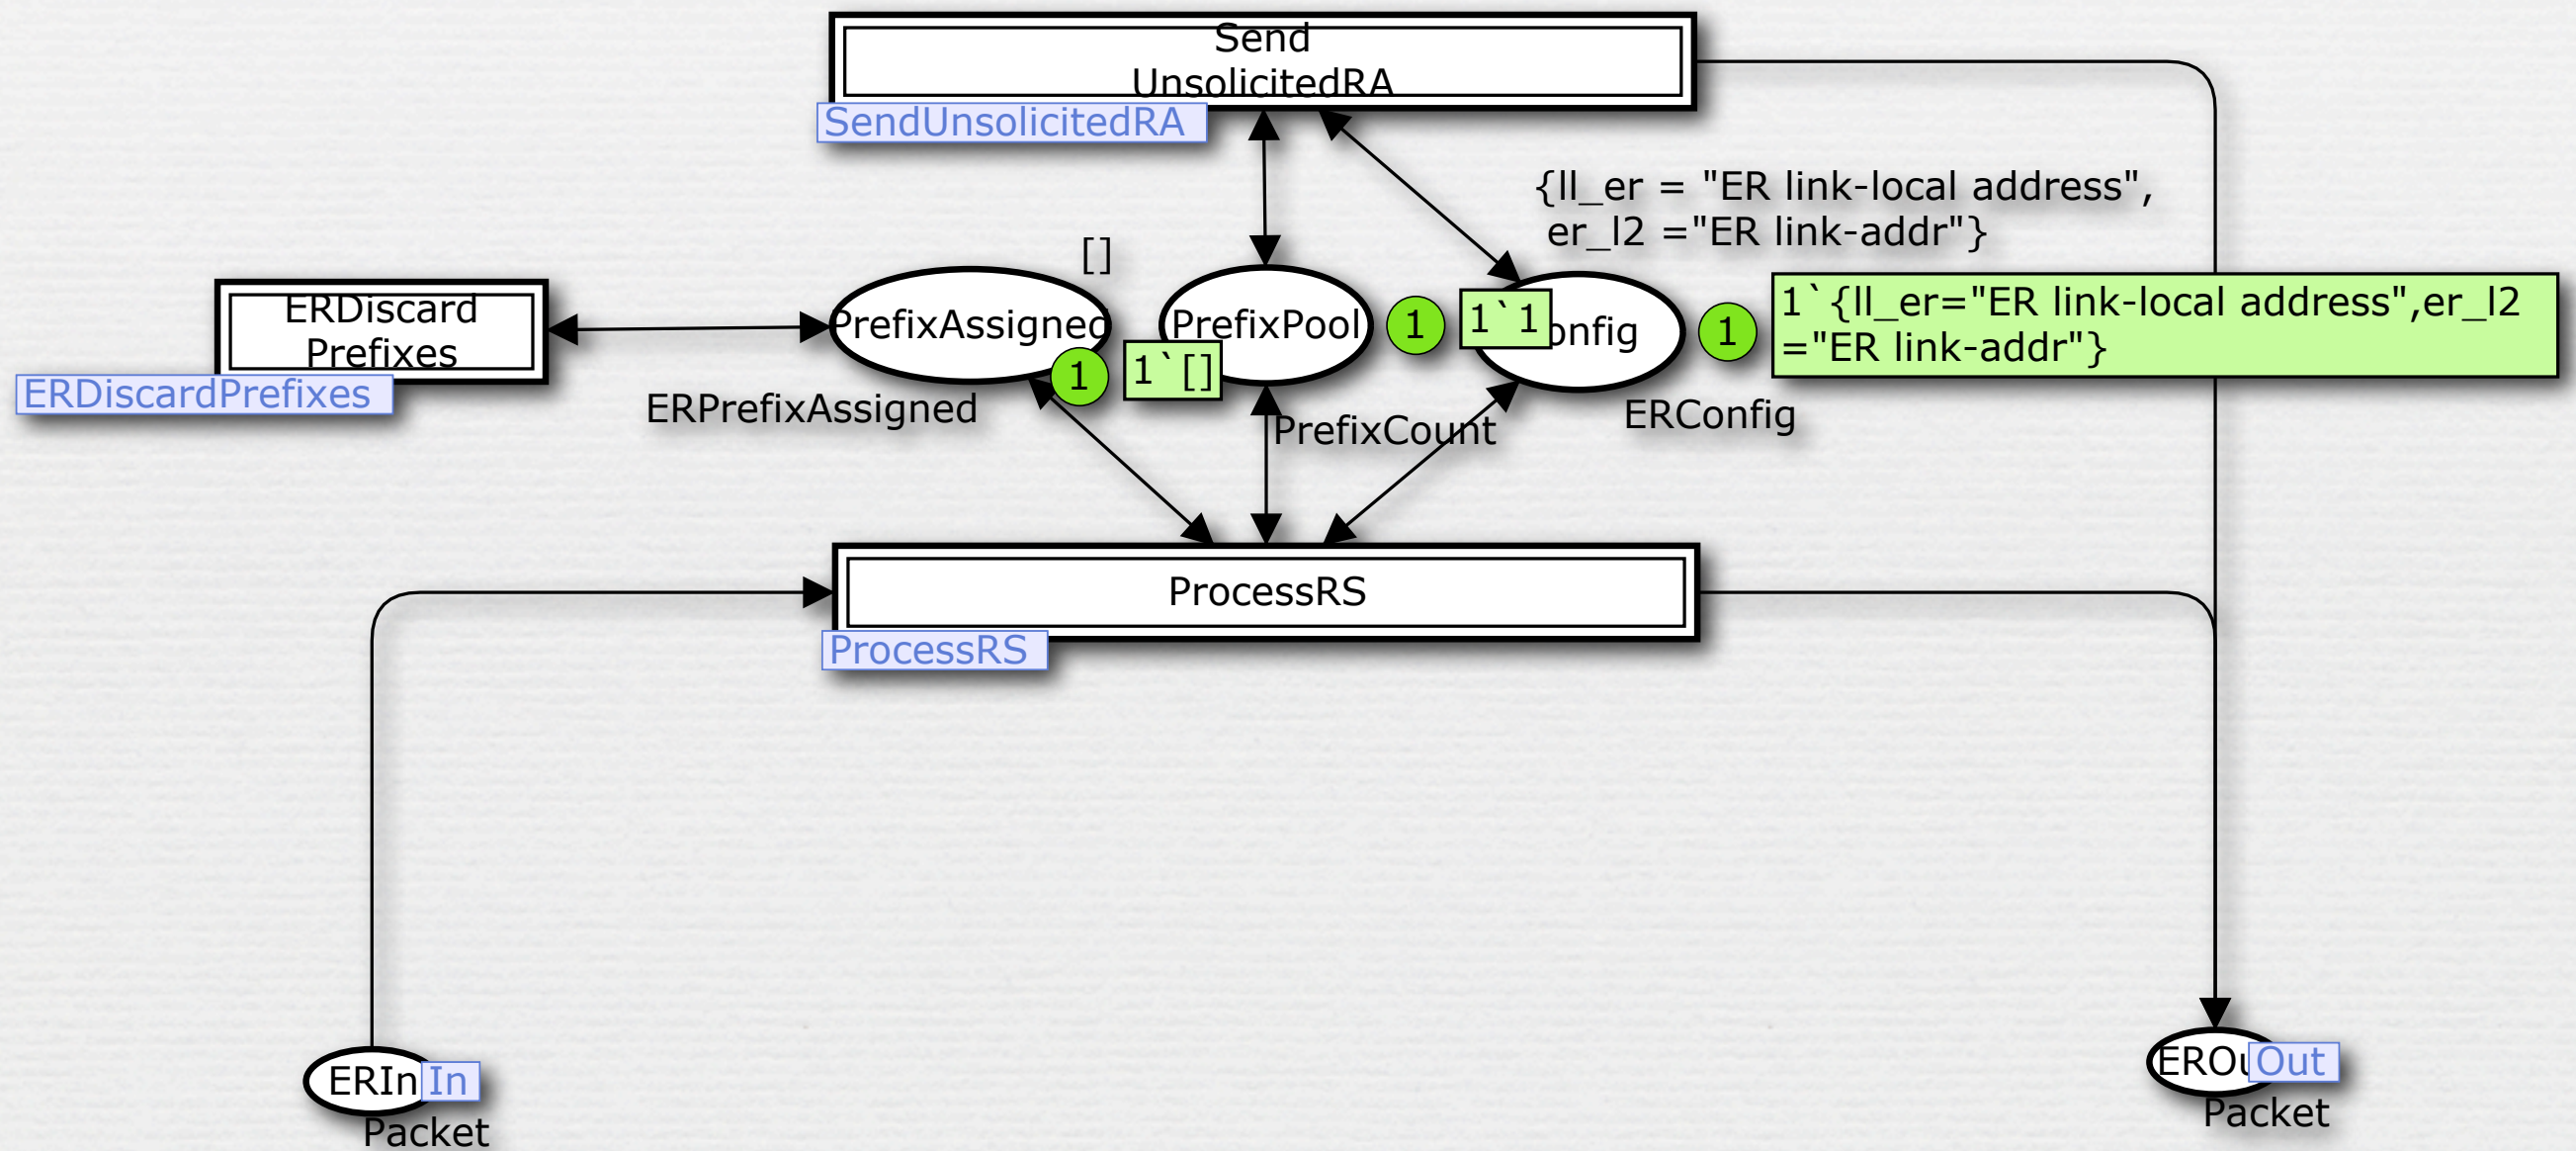 Send
UnsolicitedRA
SendUnsolicitedRA
{ll_er = "ER link-local address",
er_l2 ="ER link-addr"}
[]
ERDiscard
Prefixes
ERDiscardPrefixes
PrefixAssigned
1
1`[]
ERPrefixAssigned
PrefixPool
1
1`1
PrefixCount
onfig
1
1`{ll_er="ER link-local address",er_l2
="ER link-addr"}
ERConfig
ProcessRS
ProcessRS
ERIn
In
Packet
EROu
Out
Packet